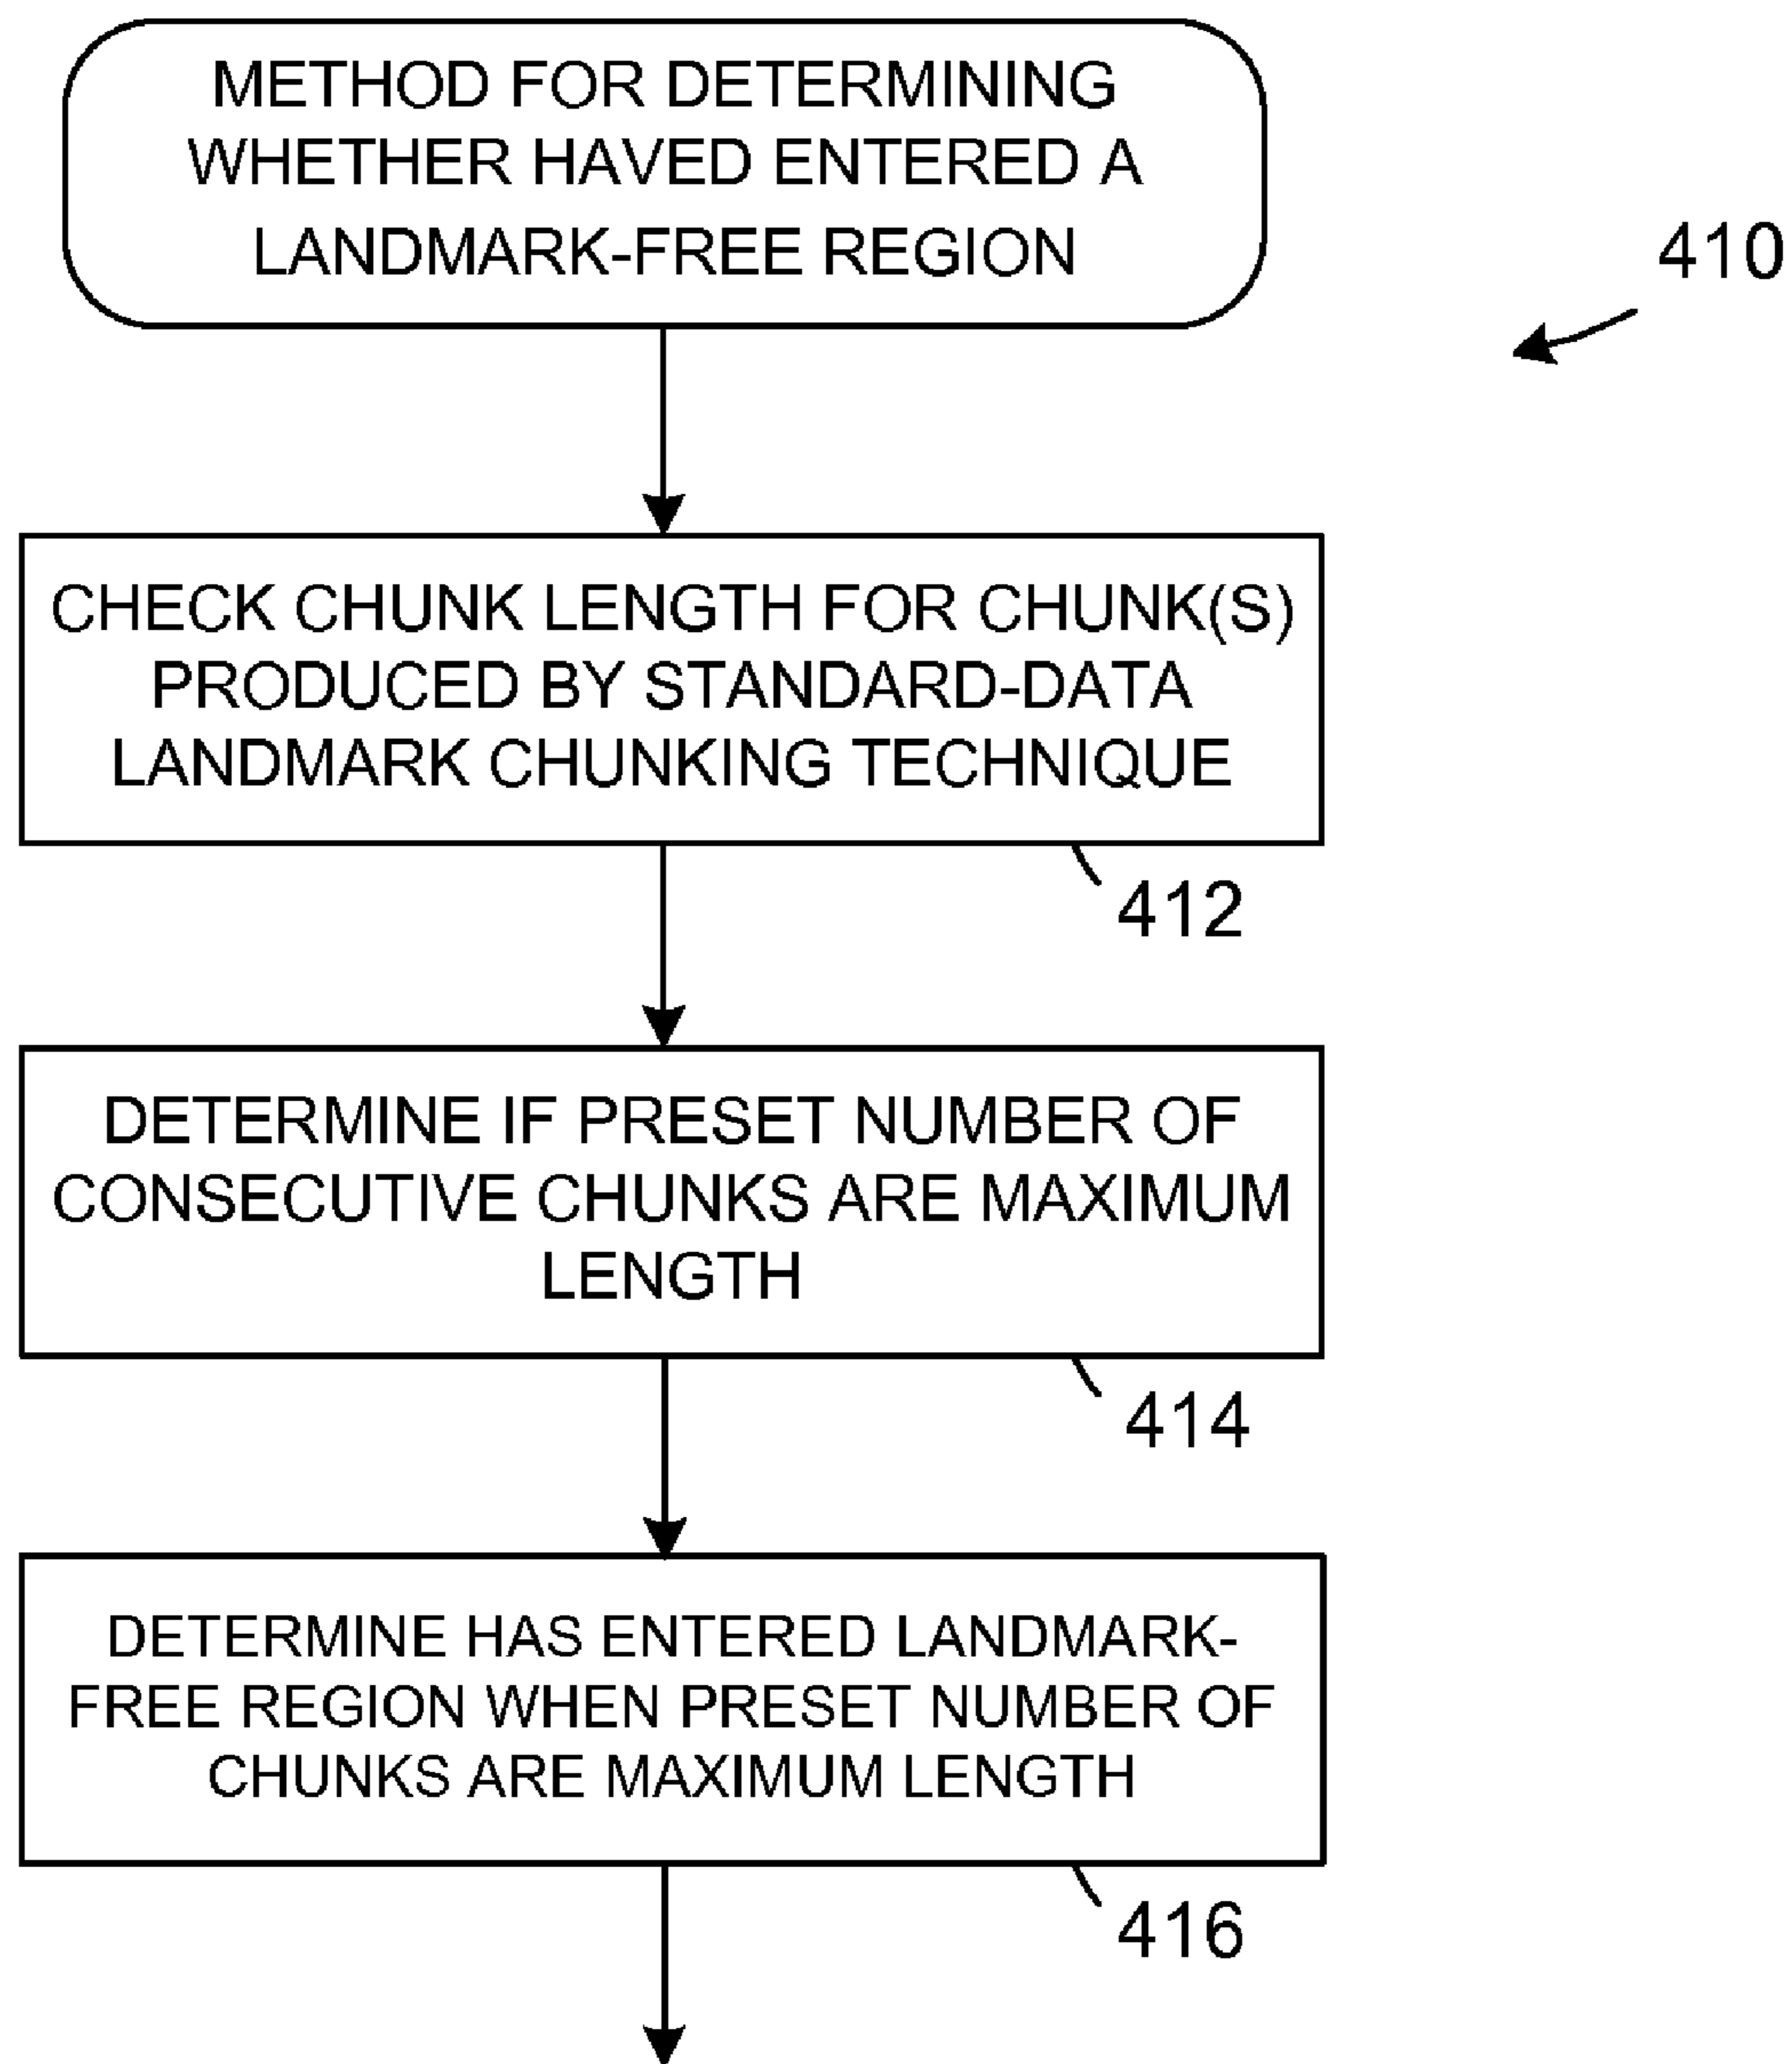 METHOD FOR DETERMINING
WHETHER HAVED ENTERED A
LANDMARK-FREE REGION
410
CHECK CHUNK LENGTH FOR CHUNK(S)
PRODUCED BY STANDARD-DATA
LANDMARK CHUNKING TECHNIQUE
412
DETERMINE IF PRESET NUMBER OF
CONSECUTIVE CHUNKS ARE MAXIMUM
LENGTH
414
DETERMINE HAS ENTERED LANDMARK-
FREE REGION WHEN PRESET NUMBER OF
CHUNKS ARE MAXIMUM LENGTH
416